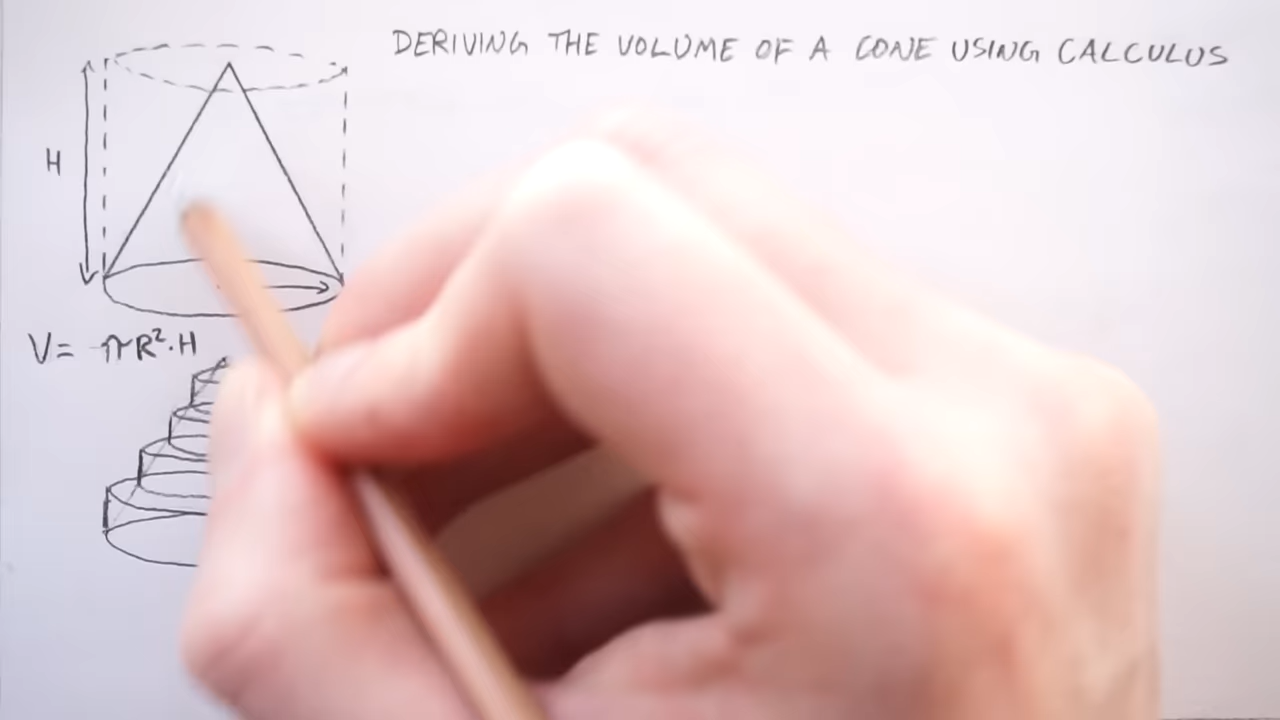 DERIVING THE VOLUME OF A CONE USING CALCULUS
H
V= πR²·H